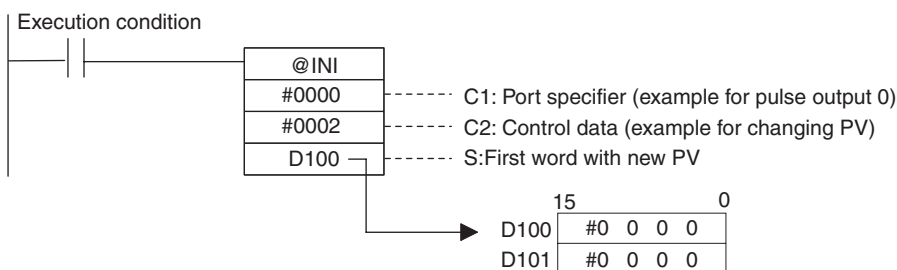 Execution condition
@INI
#0000
C1: Port specifier (example for pulse output 0)
#0002
C2: Control data (example for changing PV)
D100
S:First word with new PV
15 0
D100 #0 0 0 0
D101 #0 0 0 0